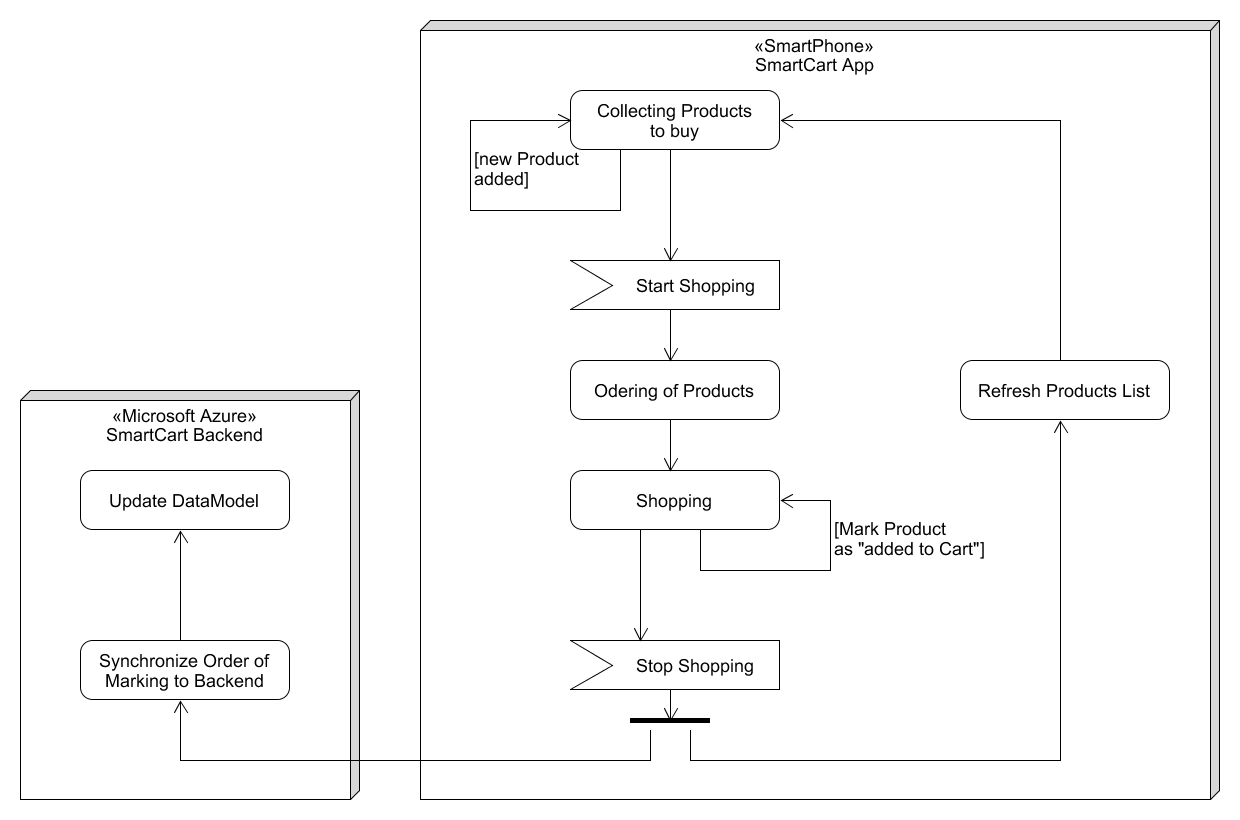 «SmartPhone»
SmartCart App
Collecting Products
to buy
[new Product
added]
Start Shopping
Odering of Products
Refresh Products List
«Microsoft Azure»
SmartCart Backend
Update DataModel
Shopping
[Mark Product
as "added to Cart"]
Synchronize Order of
Marking to Backend
Stop Shopping